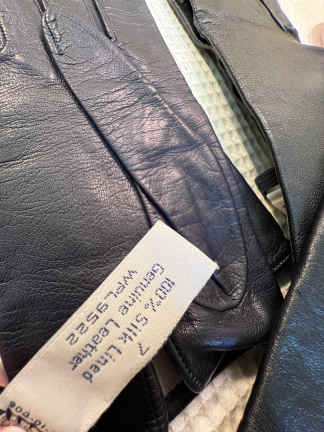 7
100% Silk Lined
Genuine Leather
WPL 9522